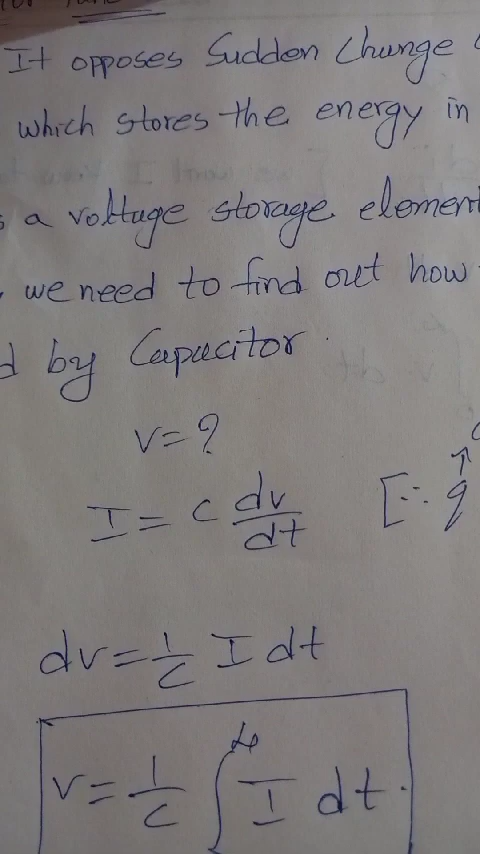 It opposes Sudden Change
which stores the energy in
a voltage storage element
we need to find out how
by Capacitor.
V = ?
I = C dv/dt [∵ q
dv = 1/C I dt
V = 1/C ∫ I dt.